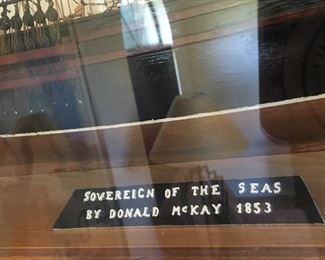 SOVEREIGN OF THE SEAS
BY DONALD McKAY 1853